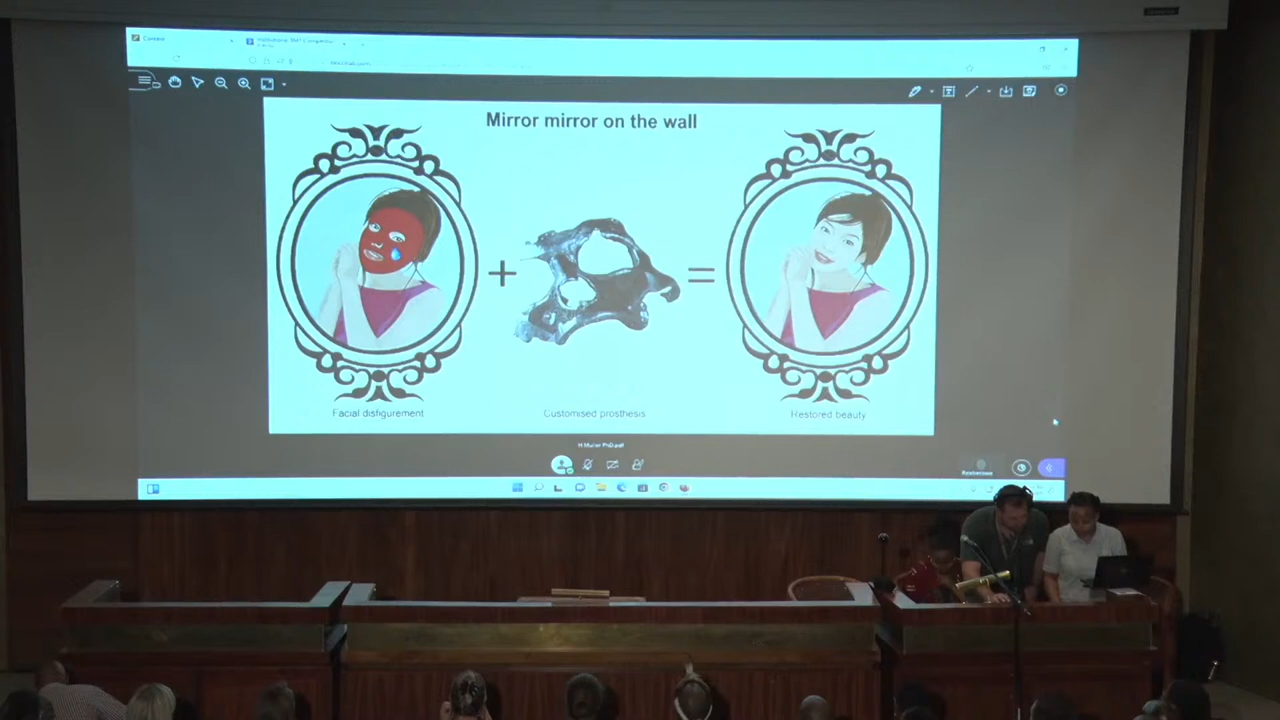 Mirror mirror on the wall
+
=
Facial disfigurement
Customised prosthesis
Restored beauty